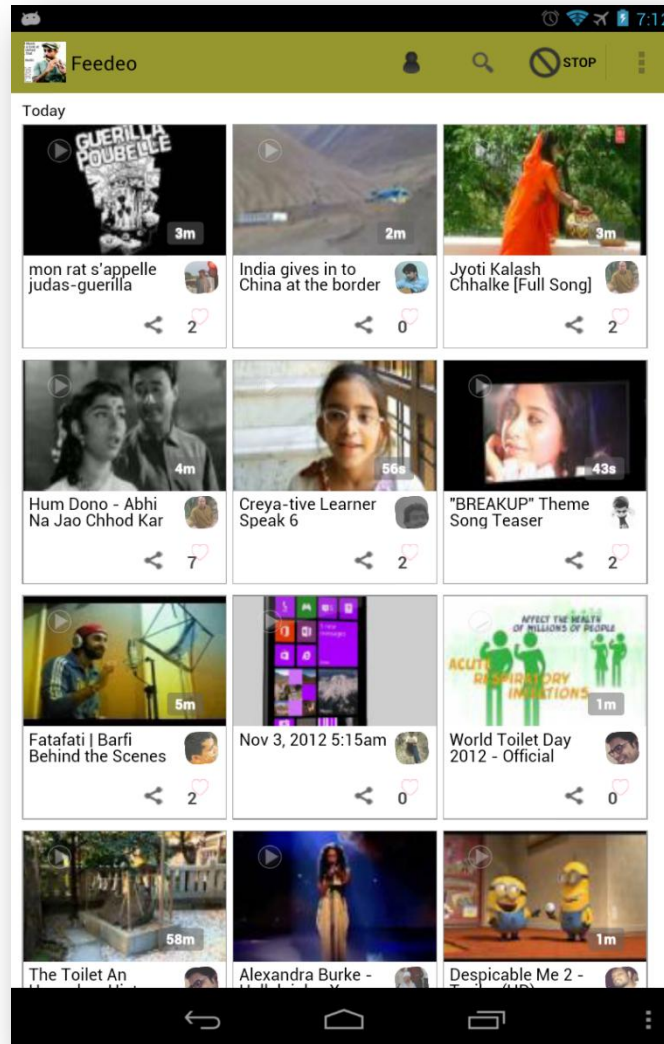 7:12
Feedeo
STOP
Today
GUERILLA
POUBELLE
3m
2m
3m
mon rat s'appelle
judas-guerilla
India gives in to
China at the border
Jyoti Kalash
Chhalke [Full Song]
2
0
2
4m
56s
43s
Hum Dono - Abhi
Na Jao Chhod Kar
Creya-tive Learner
Speak 6
"BREAKUP" Theme
Song Teaser
7
2
2
AFFECT THE HEALTH
OF MILLIONS OF PEOPLE
ACUTE
RESPIRATORY
INFECTIONS
5m
1m
Fatafati | Barfi
Behind the Scenes
Nov 3, 2012 5:15am
World Toilet Day
2012 - Official
2
0
0
58m
1m
The Toilet An
Alexandra Burke -
Despicable Me 2 -